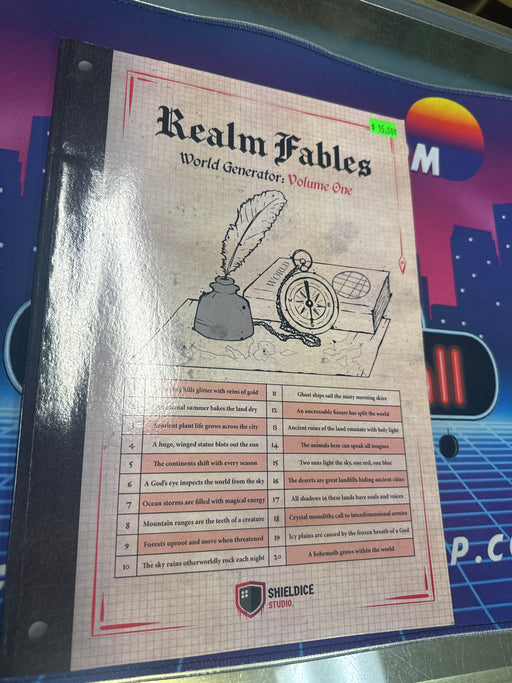 $ 15.00
Realm Fables
World Generator: Volume One
WORLD
hills glitter with veins of gold
summer bakes the land dry
Sentient plant life grows across the city
4 A huge, winged statue blots out the sun
5 The continents shift with every season
6 A God's eye inspects the world from the sky
7 Ocean storms are filled with magical energy
8 Mountain ranges are the teeth of a creature
9 Forests uproot and move when threatened
10 The sky rains otherworldly rock each night
11 Ghost ships sail the misty morning skies
12 An uncrossable fissure has split the world
13 Ancient ruins of the land emanate with holy light
14 The animals here can speak all tongues
15 Two suns light the sky, one red, one blue
16 The deserts are great landfills hiding ancient cities
17 All shadows in these lands have souls and voices
18 Crystal monoliths call to interdimensional armies
19 Icy plains are caused by the frozen breath of a God
20 A behemoth grows within the world
SHIELDICE
STUDIO.
M
all
P.C